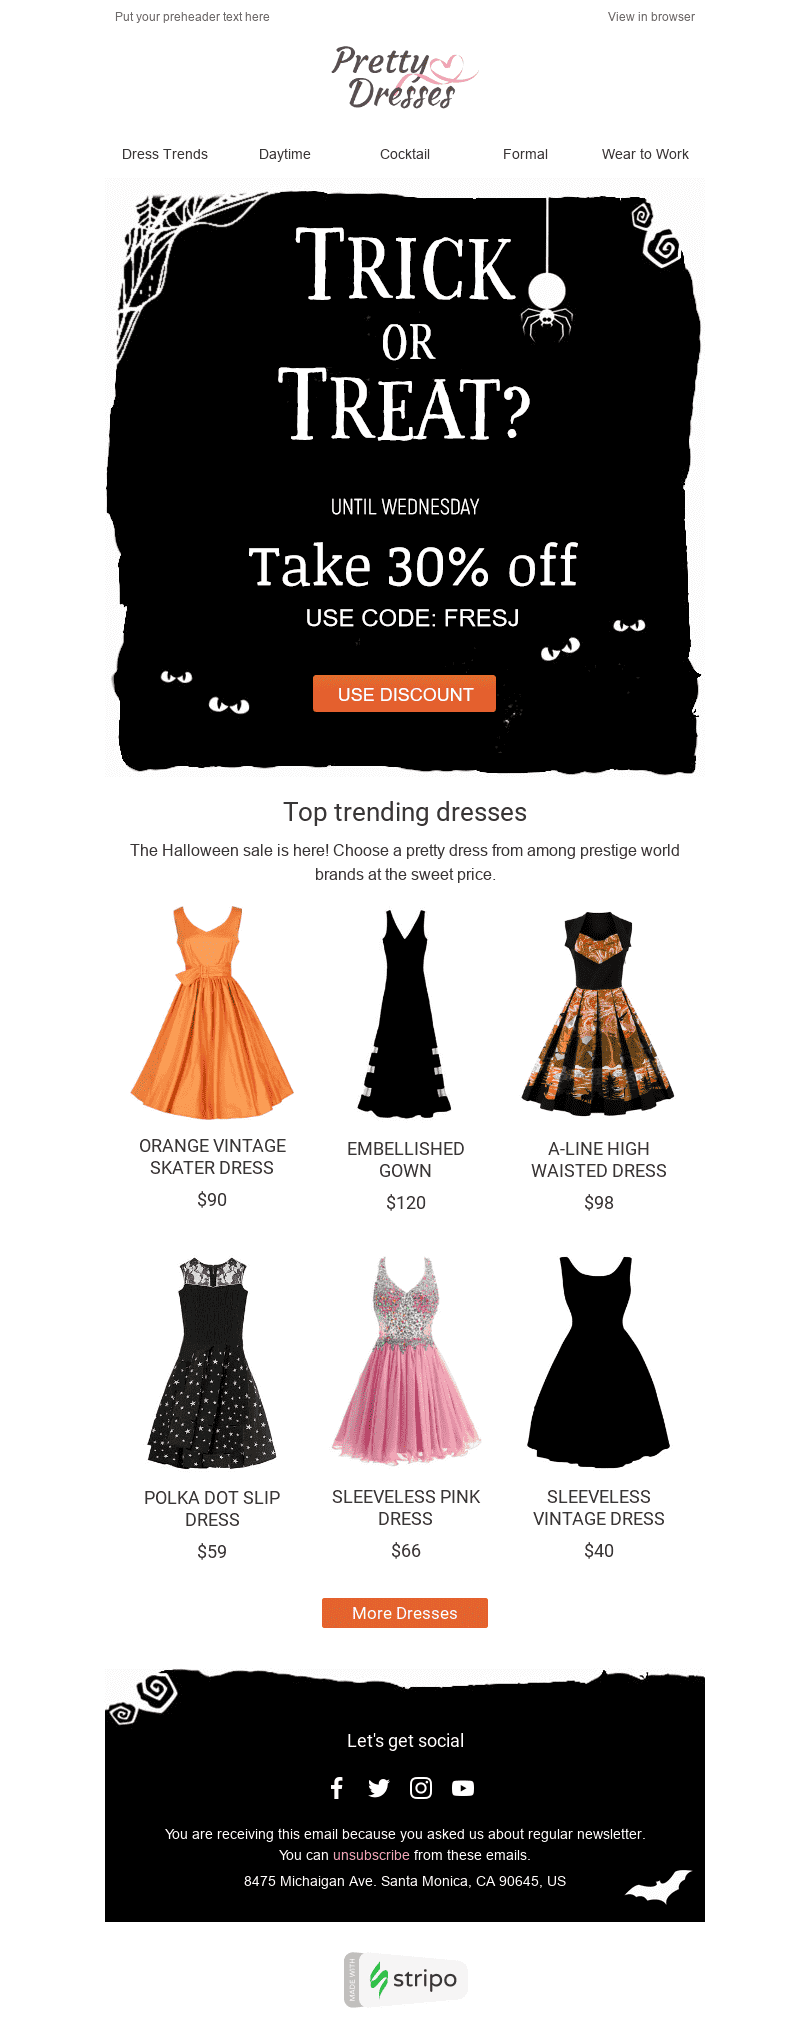 Put your preheader text here
View in browser
Pretty
Dresses
Dress Trends
Daytime
Cocktail
Formal
Wear to Work
TRICK
OR
TREAT?
UNTIL WEDNESDAY
Take 30% off
USE CODE: FRESJ
USE DISCOUNT
Top trending dresses
The Halloween sale is here! Choose a pretty dress from among prestige world
brands at the sweet price.
ORANGE VINTAGE
SKATER DRESS
$90
EMBELLISHED
GOWN
$120
A-LINE HIGH
WAISTED DRESS
$98
POLKA DOT SLIP
DRESS
$59
SLEEVELESS PINK
DRESS
$66
SLEEVELESS
VINTAGE DRESS
$40
More Dresses
Let's get social
You are receiving this email because you asked us about regular newsletter.
You can unsubscribe from these emails.
8475 Michaigan Ave. Santa Monica, CA 90645, US
MADE WITH
stripo